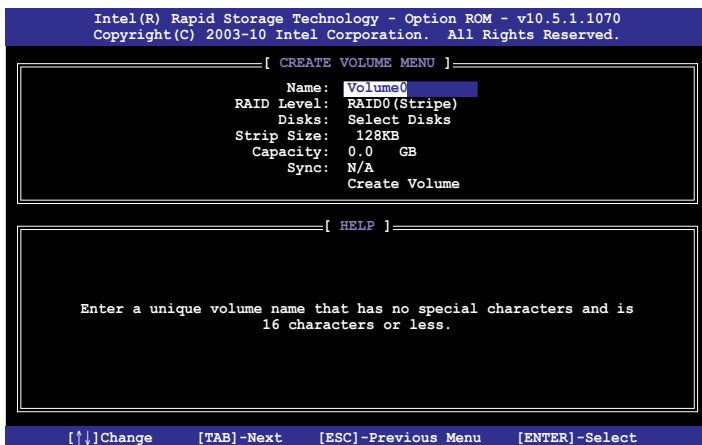 Intel(R) Rapid Storage Technology - Option ROM - v10.5.1.1070
Copyright(C) 2003-10 Intel Corporation. All Rights Reserved.
[ CREATE VOLUME MENU ]
Name: Volume0
RAID Level: RAID0(Stripe)
Disks: Select Disks
Strip Size: 128KB
Capacity: 0.0 GB
Sync: N/A
Create Volume
[ HELP ]
Enter a unique volume name that has no special characters and is
16 characters or less.
[↑↓]Change [TAB]-Next [ESC]-Previous Menu [ENTER]-Select